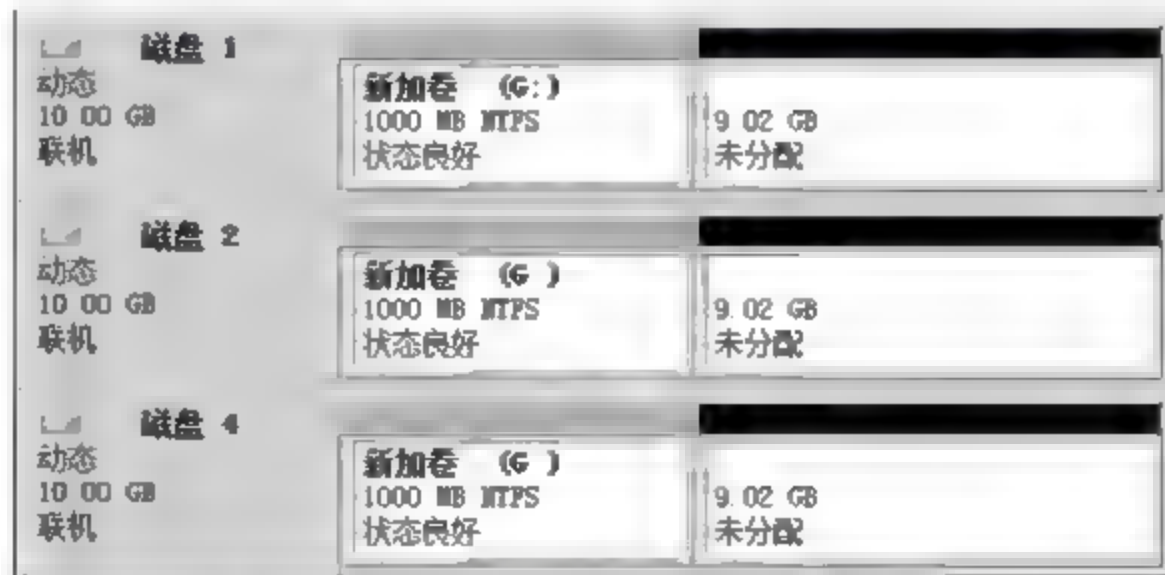 磁盘 1
动态
10 00 GB
联机
新加卷 (G:)
1000 MB NTFS
状态良好
9 02 GB
未分配
磁盘 2
动态
10 00 GB
联机
新加卷 (G )
1000 MB NTFS
状态良好
9 02 GB
未分配
磁盘 4
动态
10 00 GB
联机
新加卷 (G )
1000 MB NTFS
状态良好
9.02 GB
未分配